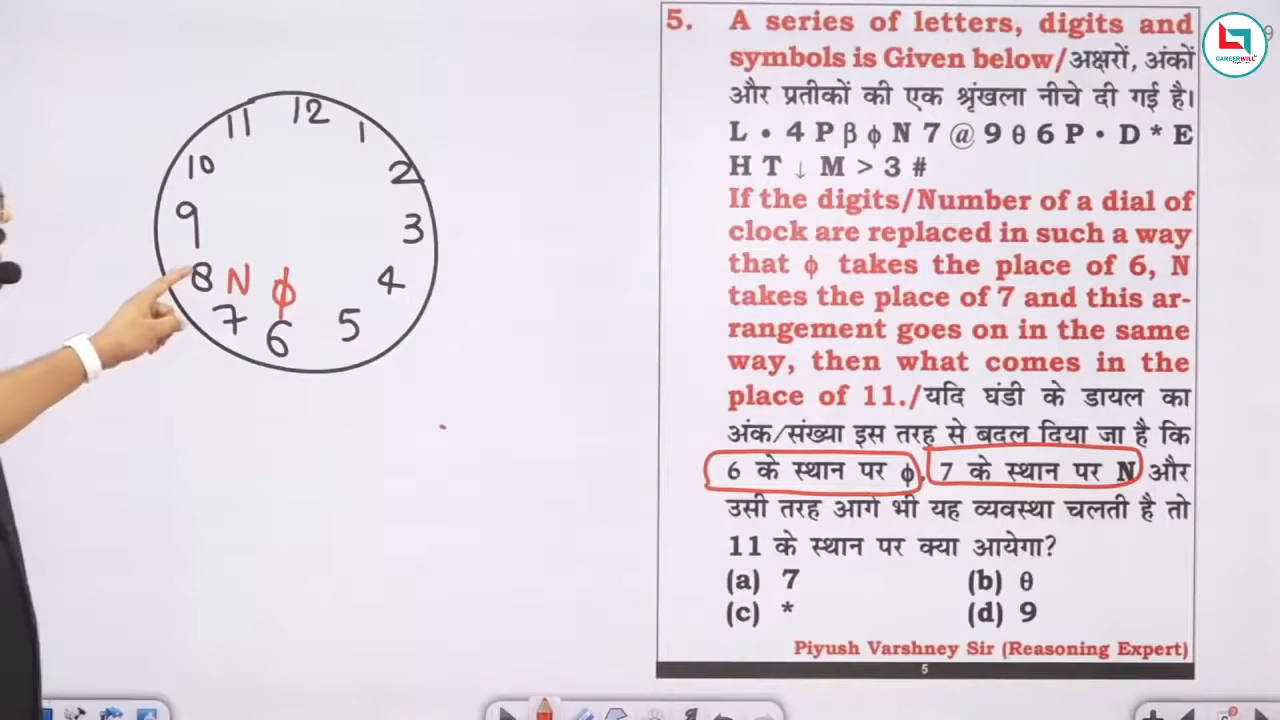 12
11
1
10
2
9
3
8 N ϕ 4
7
6
5
5. A series of letters, digits and
symbols is Given below/अक्षरों, अंकों
और प्रतीकों की एक श्रृंखला नीचे दी गई है।
L • 4 P β ϕ N 7 @ 9 θ 6 P • D * E
H T ↓ M > 3 #
If the digits/Number of a dial of
clock are replaced in such a way
that ϕ takes the place of 6, N
takes the place of 7 and this ar-
rangement goes on in the same
way, then what comes in the
place of 11./यदि घंडी के डायल का
अंक/संख्या इस तरह से बदल दिया जा है कि
6 के स्थान पर ϕ, 7 के स्थान पर N और
उसी तरह आगे भी यह व्यवस्था चलती है तो
11 के स्थान पर क्या आयेगा?
(a) 7 (b) θ
(c) * (d) 9
Piyush Varshney Sir (Reasoning Expert)
5
CAREERWILL
9